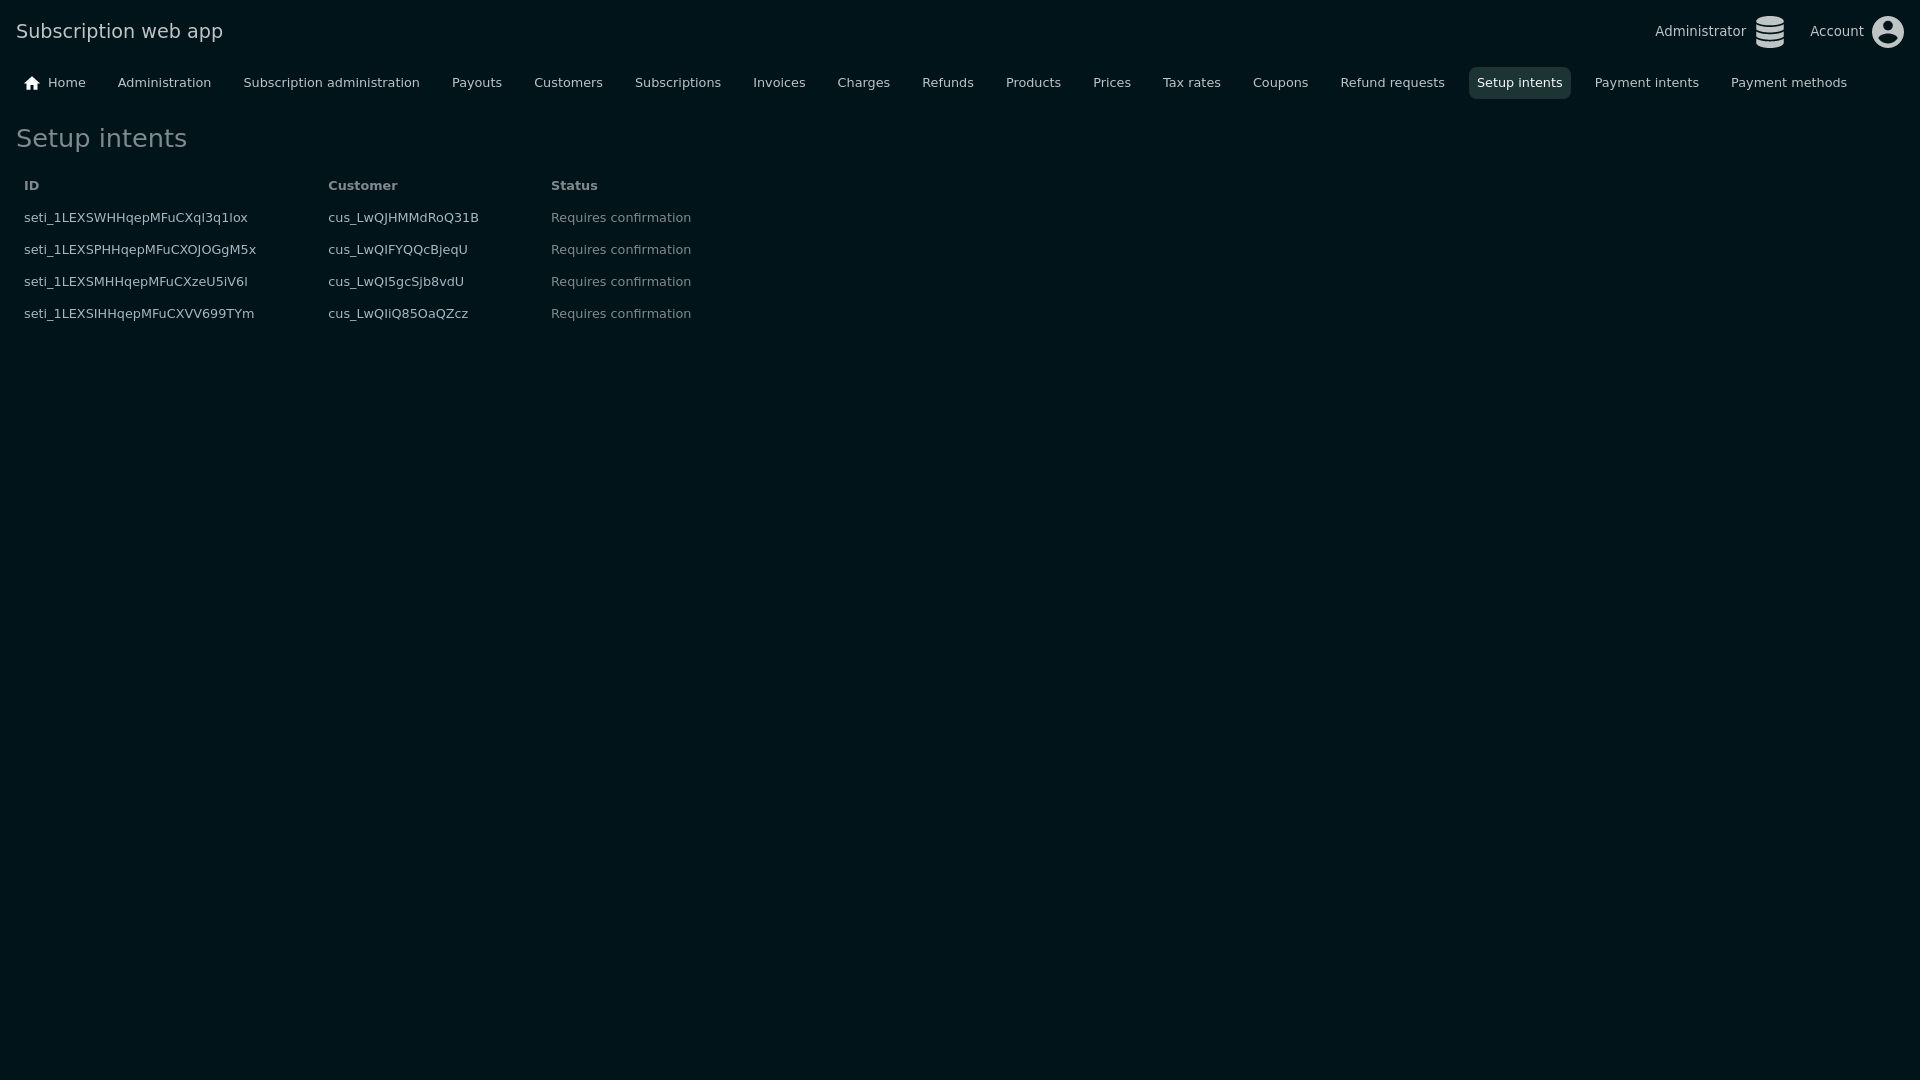 Subscription web app Administrator Account
Home Administration Subscription administration Payouts Customers Subscriptions Invoices Charges Refunds Products Prices Tax rates Coupons Refund requests Setup intents Payment intents Payment methods
Setup intents
ID Customer Status
seti_1LEXSWHHqepMFuCXql3q1lox cus_LwQJHMMdRoQ31B Requires confirmation
seti_1LEXSPHHqepMFuCXOJOGgM5x cus_LwQIFYQQcBjeqU Requires confirmation
seti_1LEXSMHHqepMFuCXzeU5iV6l cus_LwQI5gcSjb8vdU Requires confirmation
seti_1LEXSIHHqepMFuCXVV699TYm cus_LwQIiQ85OaQZcz Requires confirmation